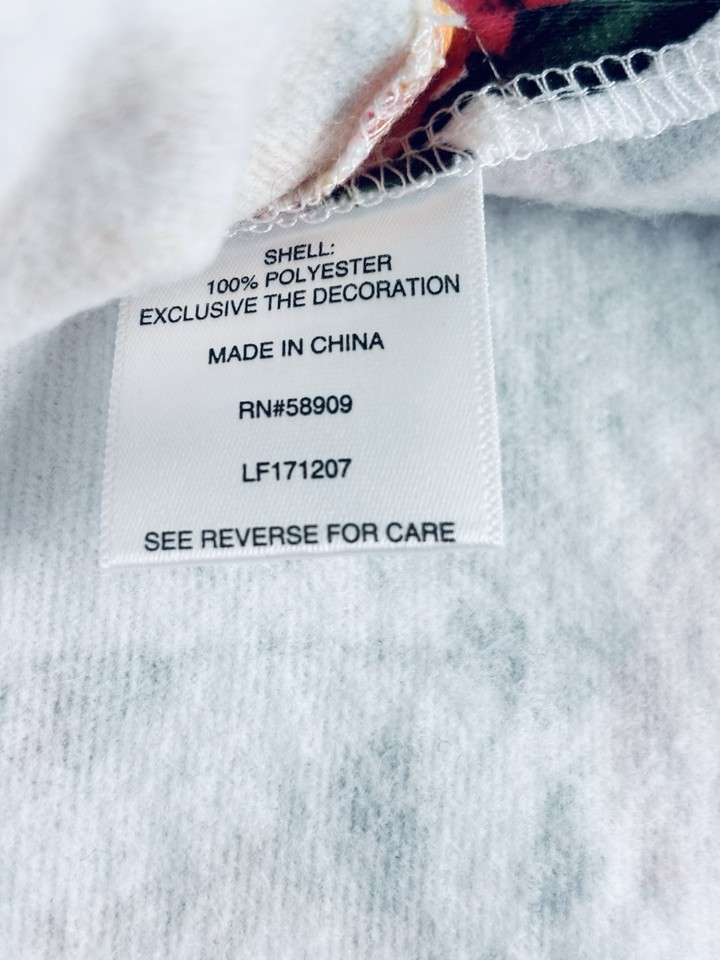 SHELL:
100% POLYESTER
EXCLUSIVE THE DECORATION
MADE IN CHINA
RN#58909
LF171207
SEE REVERSE FOR CARE